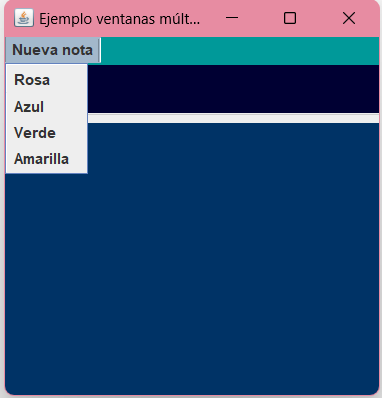 Ejemplo ventanas múlt...
Nueva nota
Rosa
Azul
Verde
Amarilla